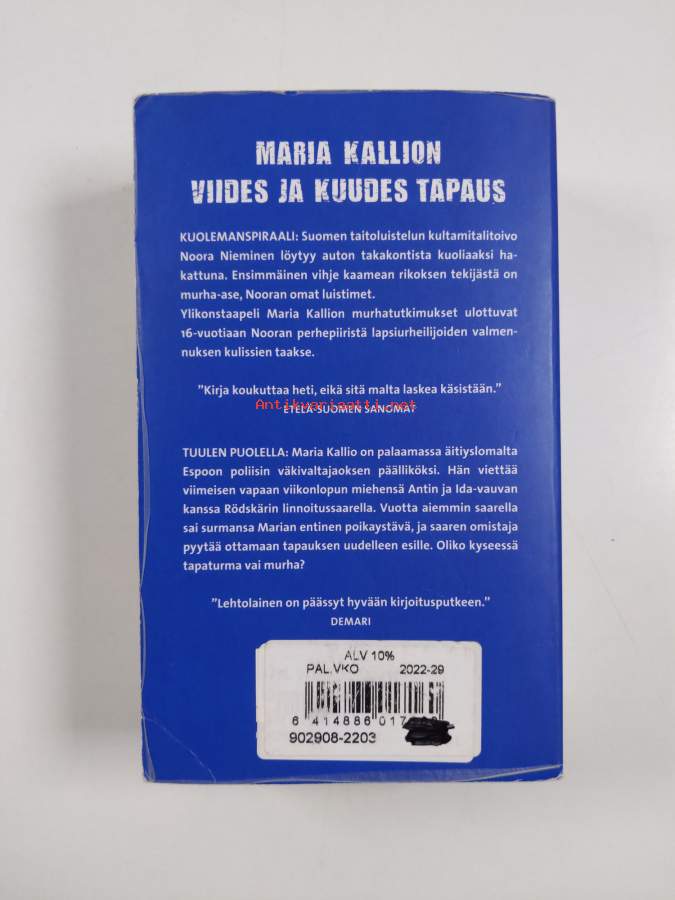 MARIA KALLION
VIIDES JA KUUDES TAPAUS
KUOLEMANSPIRAALI: Suomen taitoluistelun kultamitalitoivo
Noora Nieminen löytyy auton takakontista kuoliaaksi ha-
kattuna. Ensimmäinen vihje kaamean rikoksen tekijästä on
murha-ase, Nooran omat luistimet.
Ylikonstaapeli Maria Kallion murhatutkimukset ulottuvat
16-vuotiaan Nooran perhepiiristä lapsiurheilijoiden valmen-
nuksen kulissien taakse.
”Kirja koukuttaa heti, eikä sitä malta laskea käsistään.”
Antikvariaatti.net
ETELÄ-SUOMEN SANOMAT
TUULEN PUOLELLA: Maria Kallio on palaamassa äitiyslomalta
Espoon poliisin väkivaltajaoksen päälliköksi. Hän viettää
viimeisen vapaan viikonlopun miehensä Antin ja Ida-vauvan
kanssa Rödskärin linnoitussaarella. Vuotta aiemmin saarella
sai surmansa Marian entinen poikaystävä, ja saaren omistaja
pyytää ottamaan tapauksen uudelleen esille. Oliko kyseessä
tapaturma vai murha?
”Lehtolainen on päässyt hyvään kirjoitusputkeen.”
DEMARI
ALV 10%
PAL.VKO 2022-29
6 414886 017
902908-2203